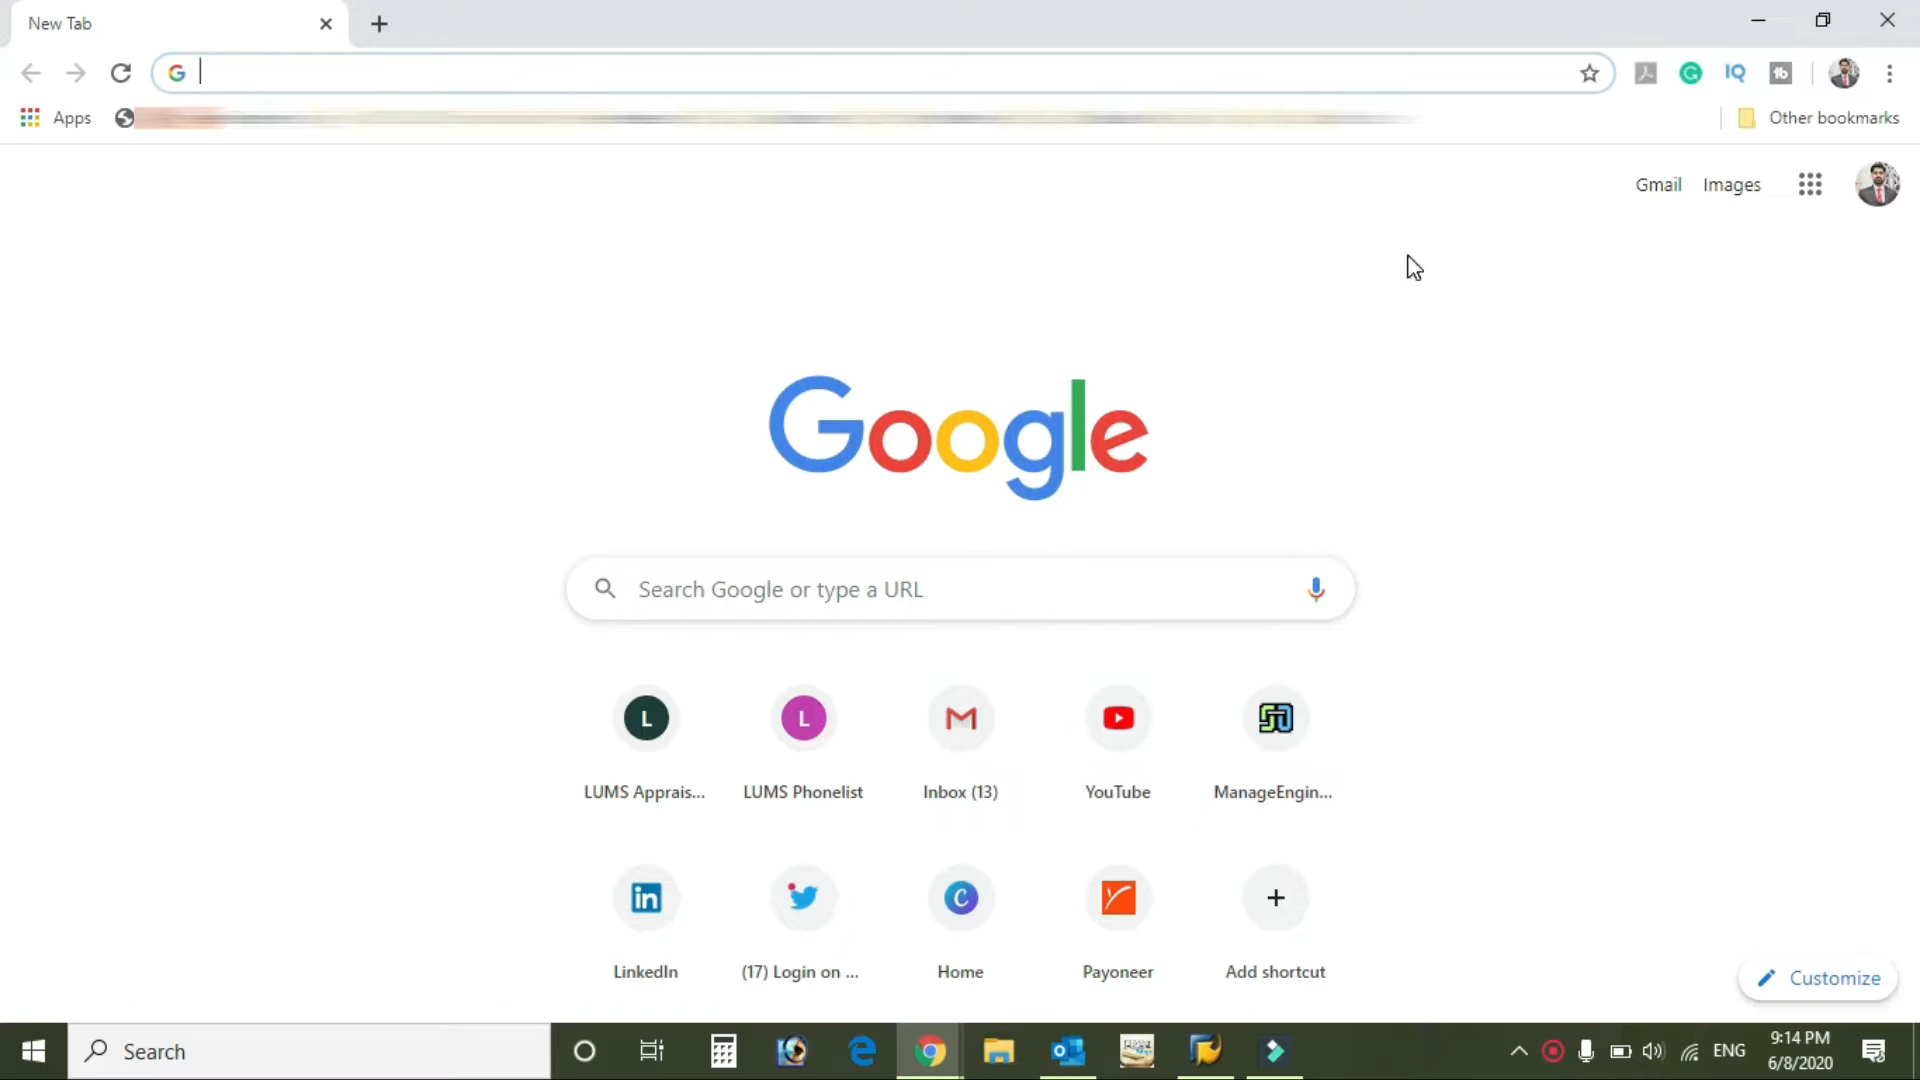 New Tab
Apps
Other bookmarks
Gmail Images
Google
Search Google or type a URL
L L
LUMS Apprais... LUMS Phonelist Inbox (13) YouTube ManageEngin...
in C
LinkedIn (17) Login on ... Home Payoneer Add shortcut
Customize
Search
ENG
9:14 PM
6/8/2020